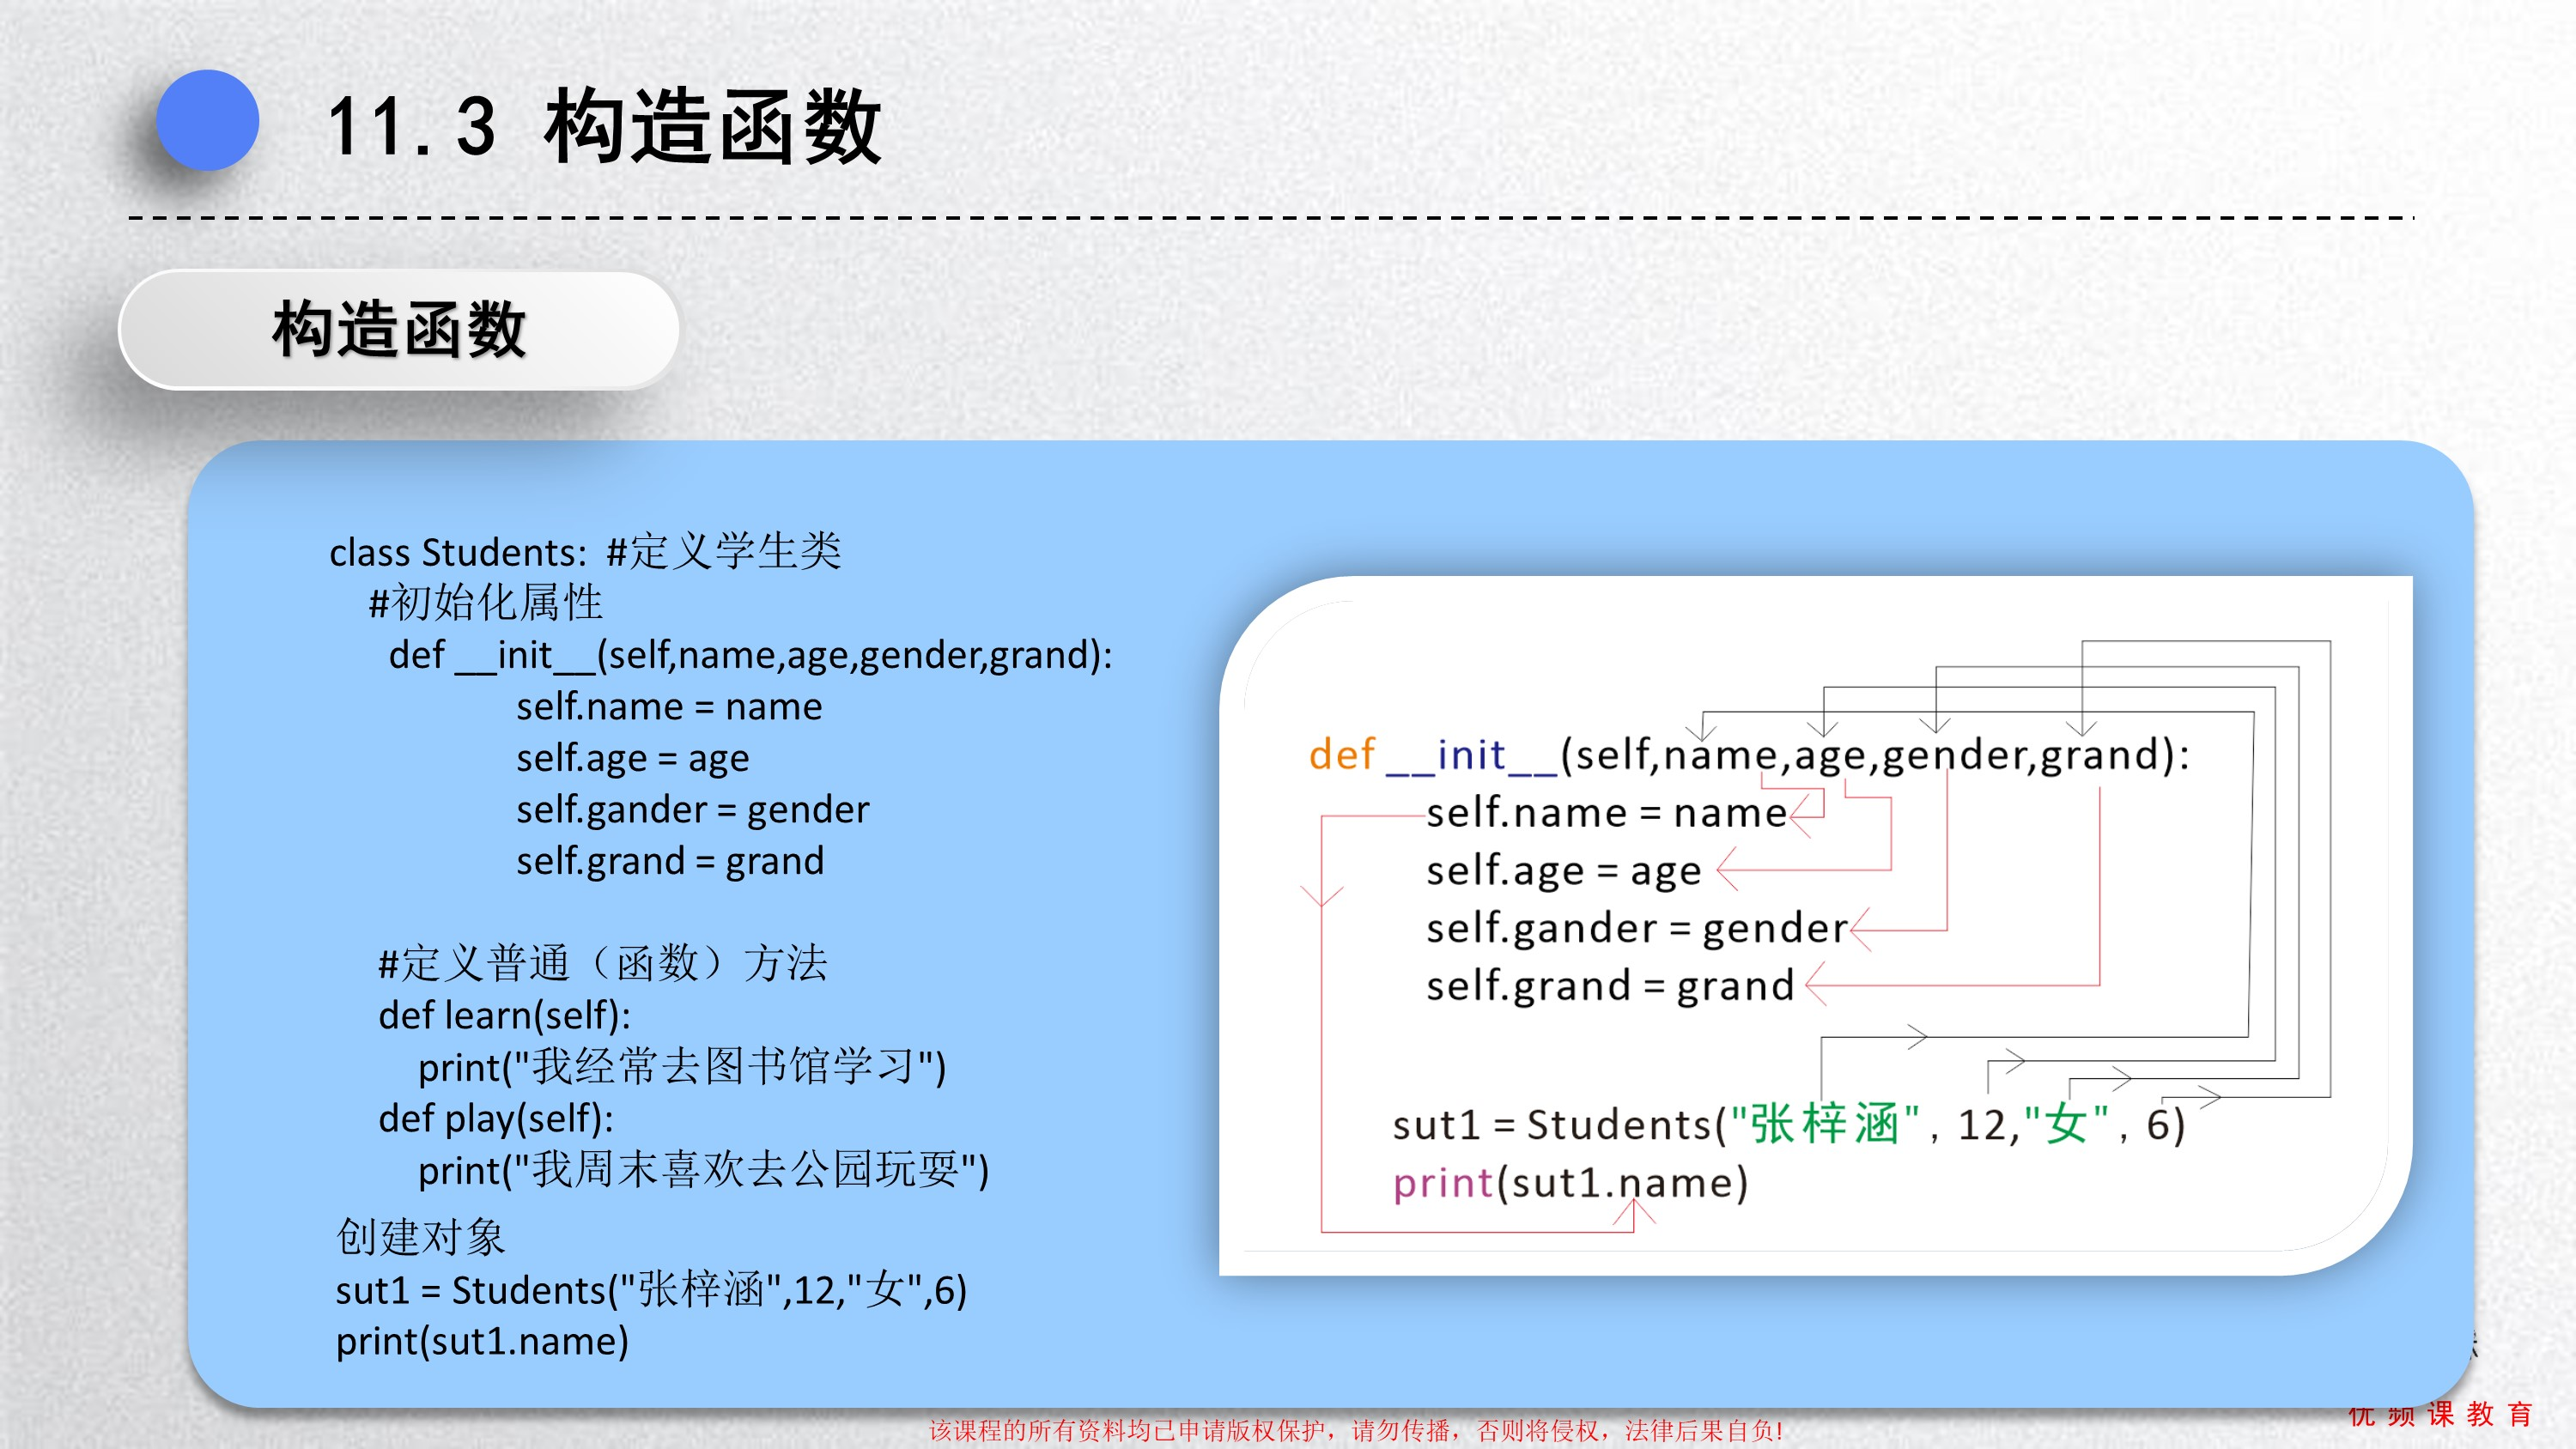 11.3 构造函数
构造函数
class Students: #定义学生类
#初始化属性
def __init__(self,name,age,gender,grand):
self.name = name
self.age = age
self.gander = gender
self.grand = grand
#定义普通（函数）方法
def learn(self):
print("我经常去图书馆学习")
def play(self):
print("我周末喜欢去公园玩耍")
创建对象
sut1 = Students("张梓涵",12,"女",6)
print(sut1.name)
def __init__(self,name,age,gender,grand):
self.name = name
self.age = age
self.gander = gender
self.grand = grand
sut1 = Students("张梓涵", 12,"女", 6)
print(sut1.name)
该课程的所有资料均已申请版权保护，请勿传播，否则将侵权，法律后果自负!
优频课教育